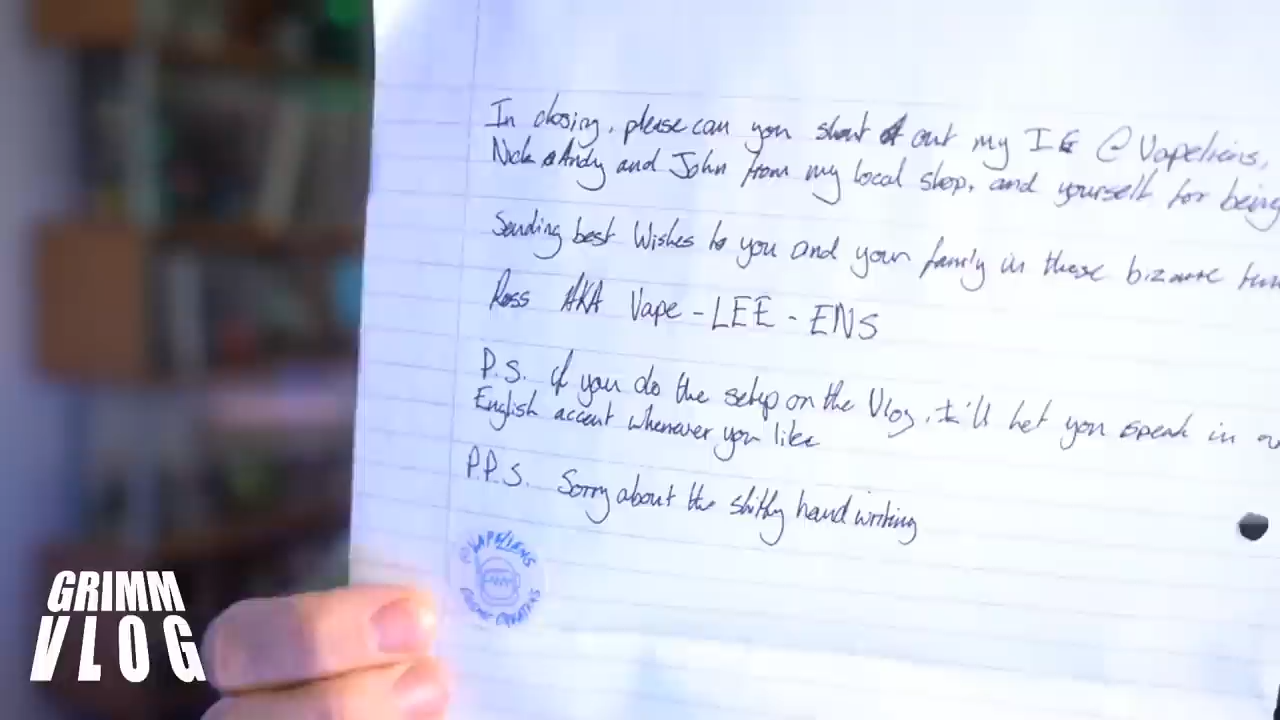 In closing, please can you shout out my IG @Vapeliens,
Nick & Andy and John from my local shop, and yourself for being
Sending best Wishes to you and your family in these bizarre
Ross AKA Vape - LEE - ENS
P.S. if you do the setup on the Vlog, I'll let you speak in
English accent whenever you like
P.P.S. Sorry about the shitty hand writing
@VAPELIENS
GRIMM
VLOG